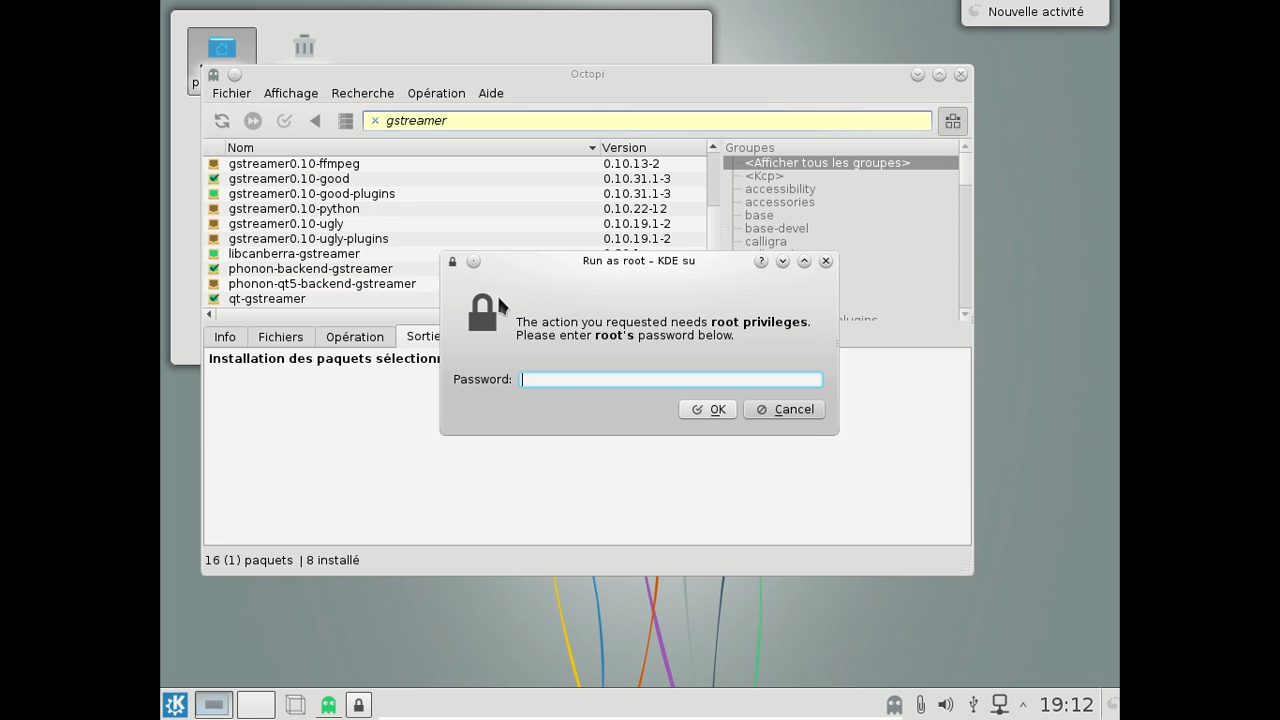 Nouvelle activité
p
Octopi
Fichier Affichage Recherche Opération Aide
gstreamer
Nom Version
gstreamer0.10-ffmpeg 0.10.13-2
gstreamer0.10-good 0.10.31.1-3
gstreamer0.10-good-plugins 0.10.31.1-3
gstreamer0.10-python 0.10.22-12
gstreamer0.10-ugly 0.10.19.1-2
gstreamer0.10-ugly-plugins 0.10.19.1-2
libcanberra-gstreamer
phonon-backend-gstreamer
phonon-qt5-backend-gstreamer
qt-gstreamer
Groupes
<Afficher tous les groupes>
<Kcp>
accessibility
accessories
base
base-devel
calligra
Info Fichiers Opération Sortie
Installation des paquets sélectionn
Run as root – KDE su
The action you requested needs root privileges.
Please enter root's password below.
Password:
OK Cancel
16 (1) paquets | 8 installé
19:12